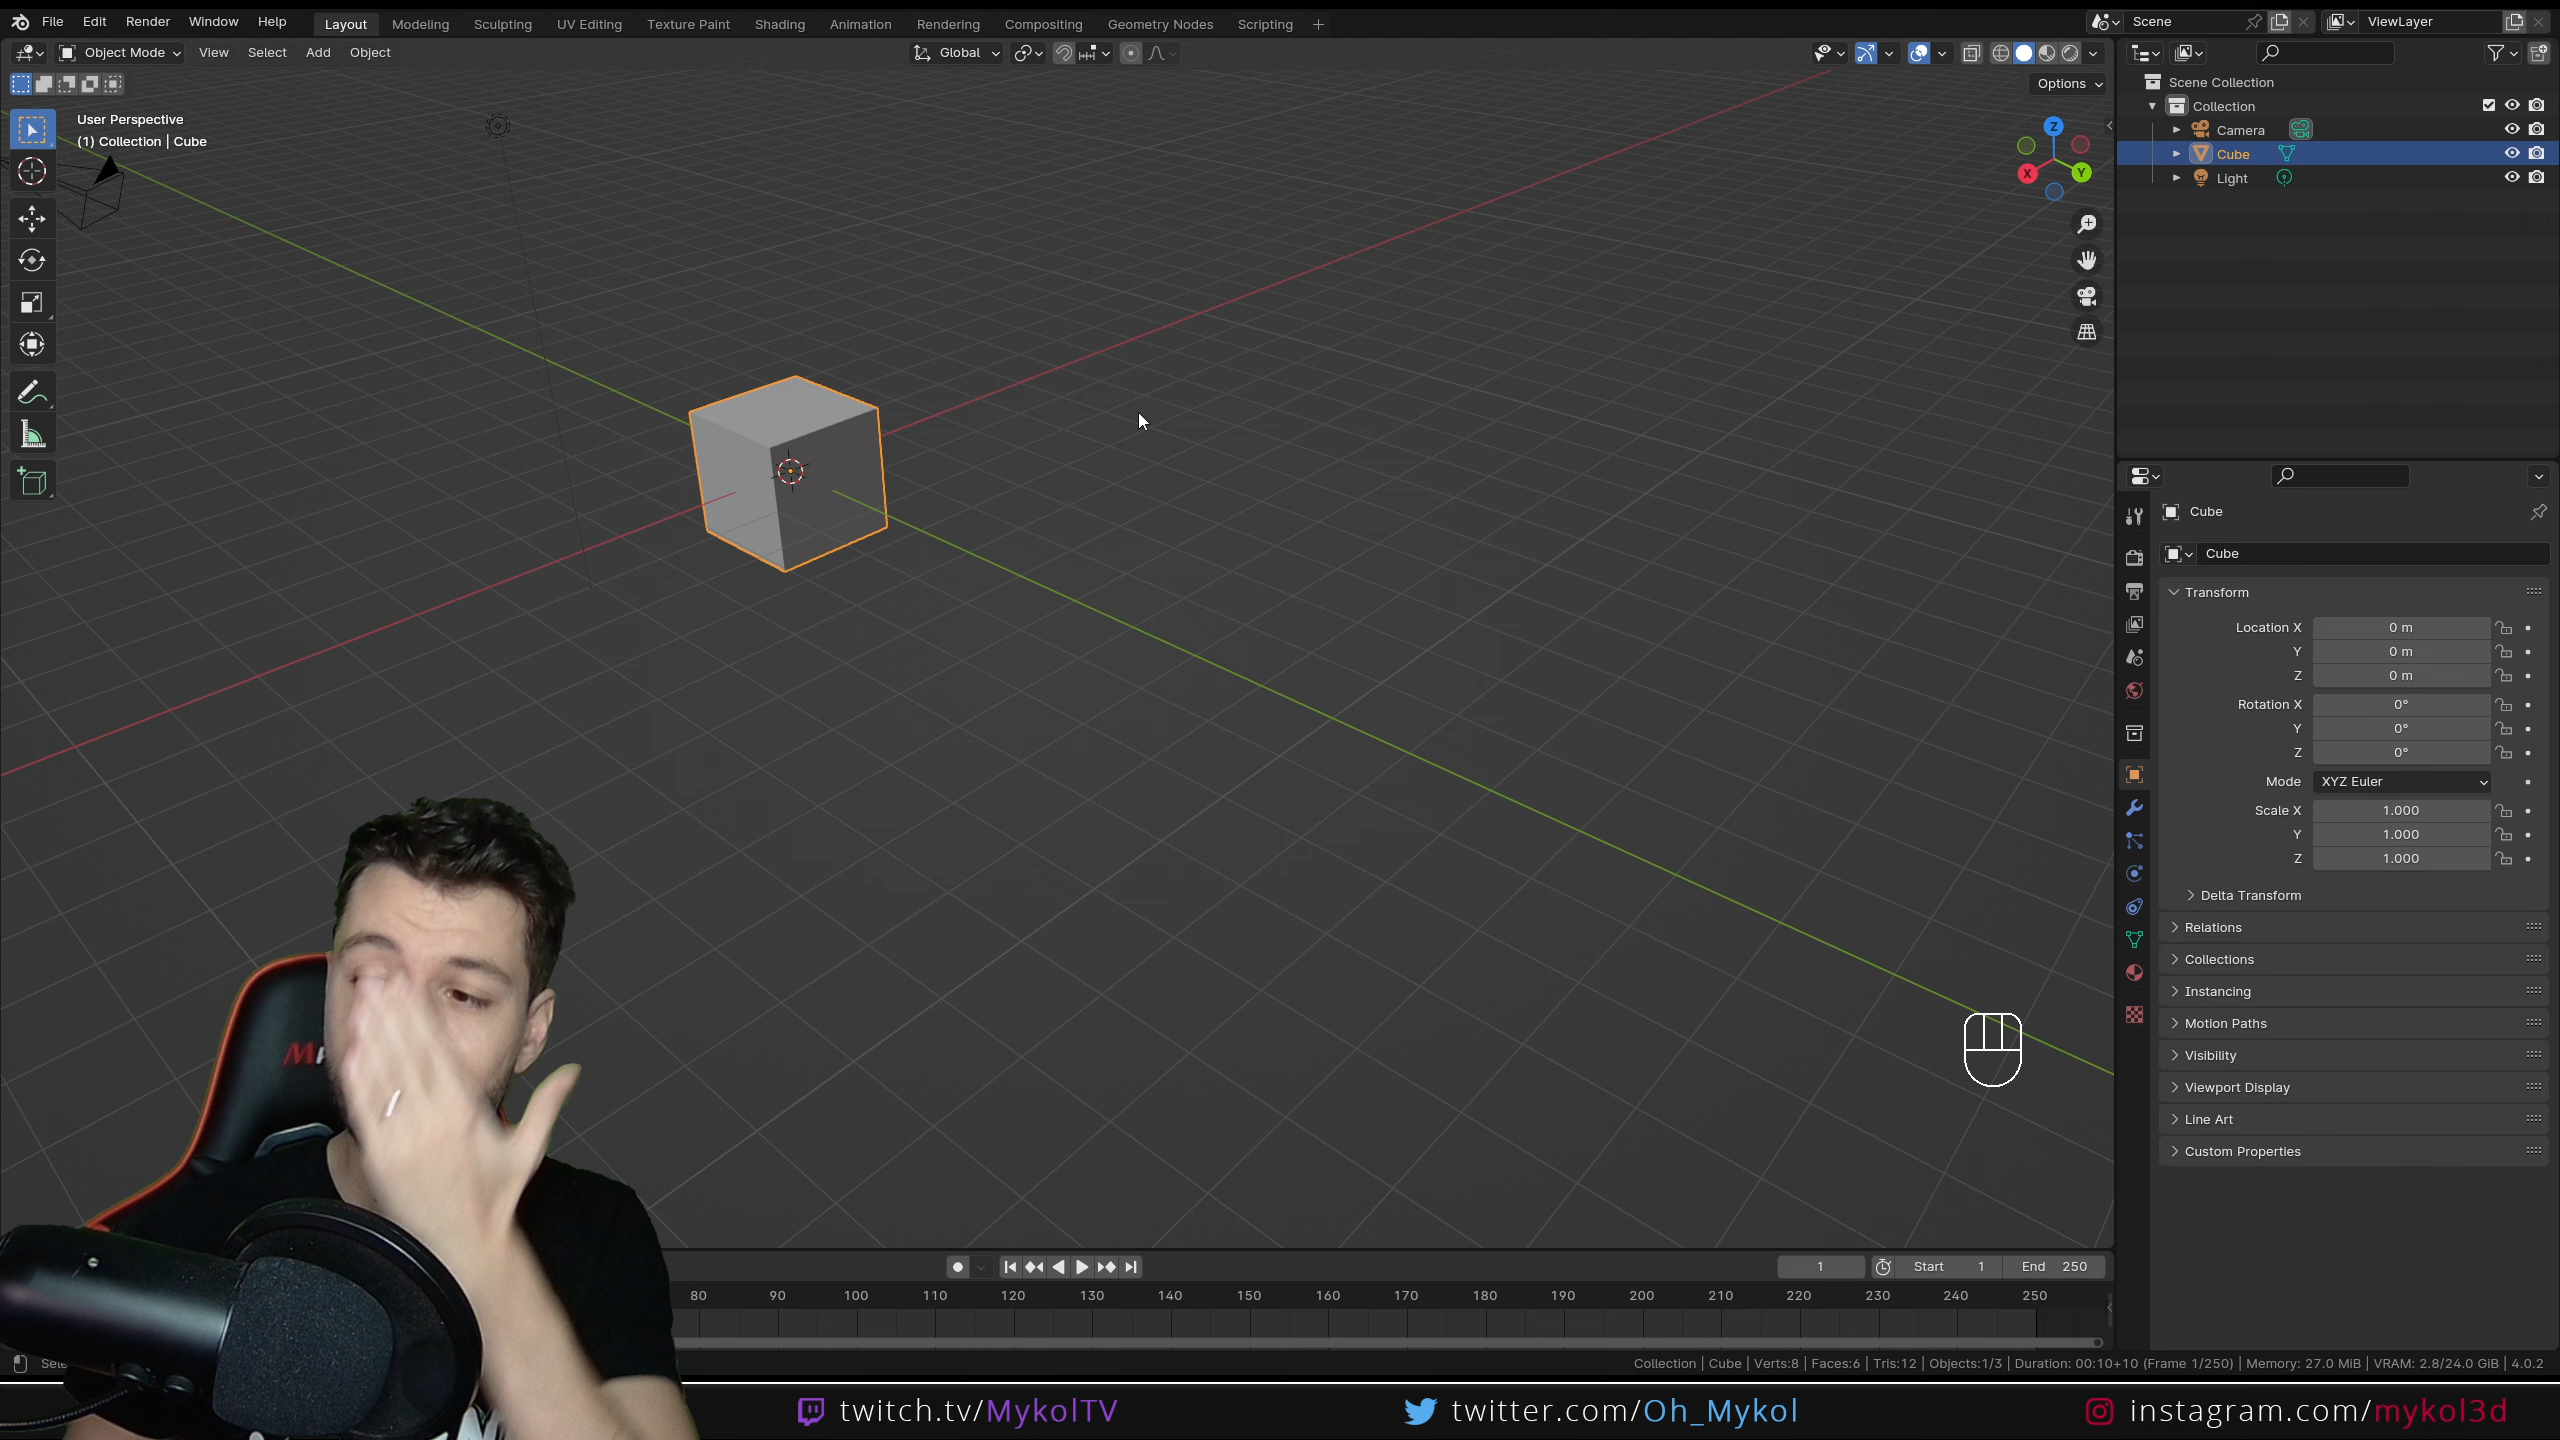 File Edit Render Window Help Layout Modeling Sculpting UV Editing Texture Paint Shading Animation Rendering Compositing Geometry Nodes Scripting + Scene ViewLayer
Object Mode View Select Add Object Global
Options
User Perspective
(1) Collection | Cube
Z
X
Y
Scene Collection
Collection
Camera
Cube
Light
Cube
Cube
Transform
Location X 0 m
Y 0 m
Z 0 m
Rotation X 0°
Y 0°
Z 0°
Mode XYZ Euler
Scale X 1.000
Y 1.000
Z 1.000
Delta Transform
Relations
Collections
Instancing
Motion Paths
Visibility
Viewport Display
Line Art
Custom Properties
1 Start 1 End 250
80 90 100 110 120 130 140 150 160 170 180 190 200 210 220 230 240 250
Collection | Cube | Verts:8 | Faces:6 | Tris:12 | Objects:1/3 | Duration: 00:10+10 (Frame 1/250) | Memory: 27.0 MiB | VRAM: 2.8/24.0 GiB | 4.0.2
twitch.tv/MykolTV twitter.com/Oh_Mykol instagram.com/mykol3d